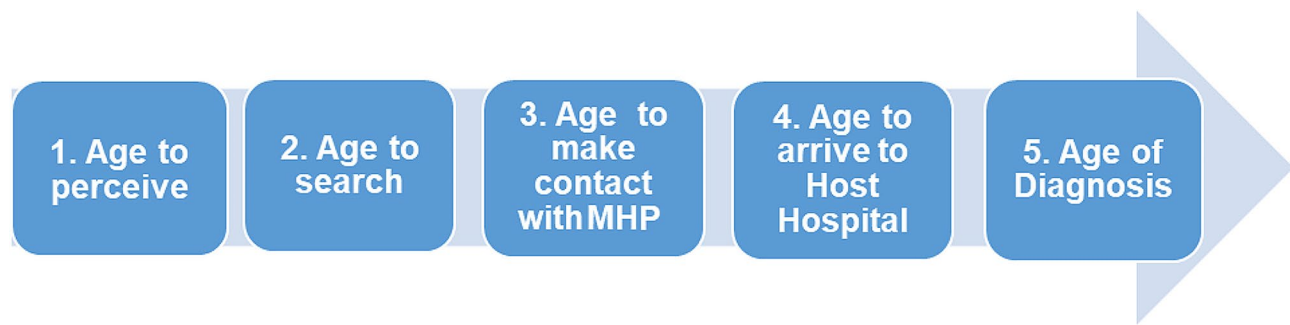 1. Age to
perceive
2. Age to
search
3. Age to
make
contact
with MHP
4. Age to
arrive to
Host
Hospital
5. Age of
Diagnosis